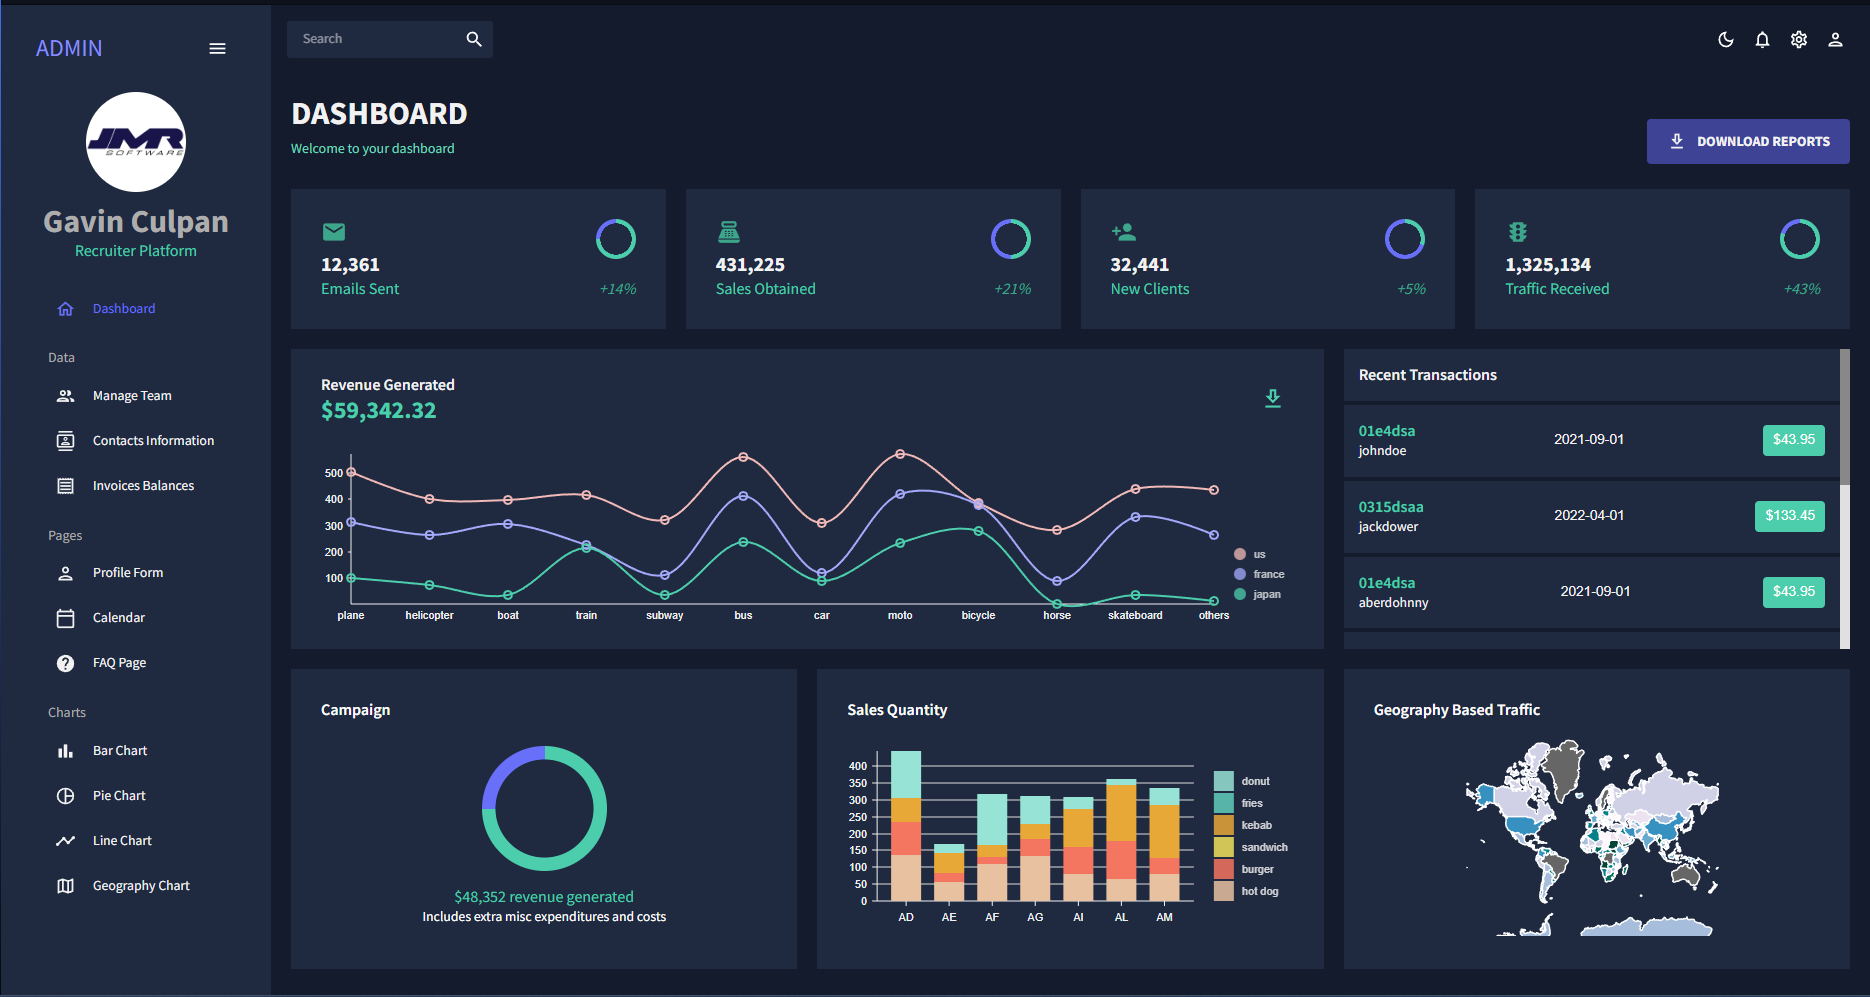 ADMIN
JMR
SOFTWARE
Gavin Culpan
Recruiter Platform
Dashboard
Data
Manage Team
Contacts Information
Invoices Balances
Pages
Profile Form
Calendar
FAQ Page
Charts
Bar Chart
Pie Chart
Line Chart
Geography Chart
Search
DASHBOARD
Welcome to your dashboard
DOWNLOAD REPORTS
12,361
Emails Sent
+14%
431,225
Sales Obtained
+21%
32,441
New Clients
+5%
1,325,134
Traffic Received
+43%
Revenue Generated
$59,342.32
500
400
300
200
100
plane helicopter boat train subway bus car moto bicycle horse skateboard others
us
france
japan
Recent Transactions
01e4dsa
johndoe
2021-09-01
$43.95
0315dsaa
jackdower
2022-04-01
$133.45
01e4dsa
aberdohnny
2021-09-01
$43.95
Campaign
$48,352 revenue generated
Includes extra misc expenditures and costs
Sales Quantity
400
350
300
250
200
150
100
50
0
AD AE AF AG AI AL AM
donut
fries
kebab
sandwich
burger
hot dog
Geography Based Traffic